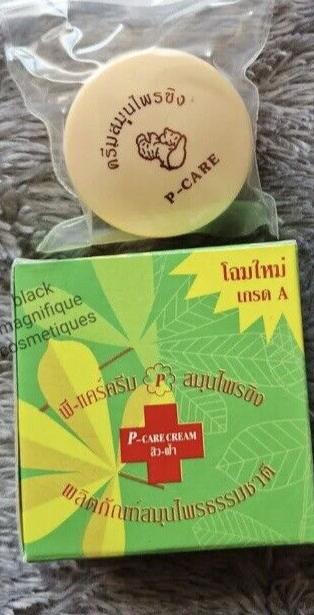 ครีมสมุนไพรขิง
P-CARE
โฉมใหม่
เกรด A
black
magnifique
cosmetiques
พี-แคร์ครีม P สมุนไพรขิง
P-CARE CREAM
สิว-ฝ้า
ผลิตภัณฑ์สมุนไพรธรรมชาติ